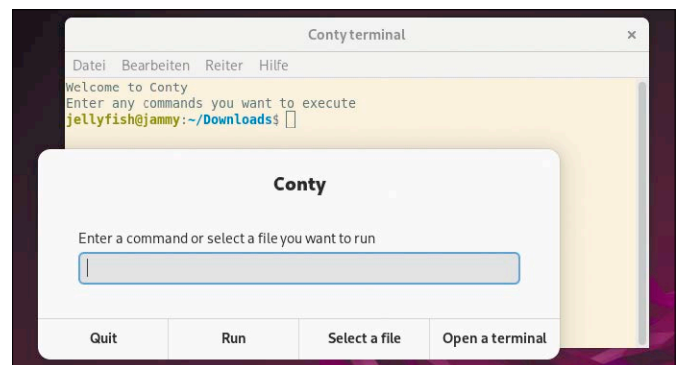 Conty terminal ×
Datei Bearbeiten Reiter Hilfe
Welcome to Conty
Enter any commands you want to execute
jellyfish@jammy:~/Downloads$
Conty
Enter a command or select a file you want to run
Quit Run Select a file Open a terminal